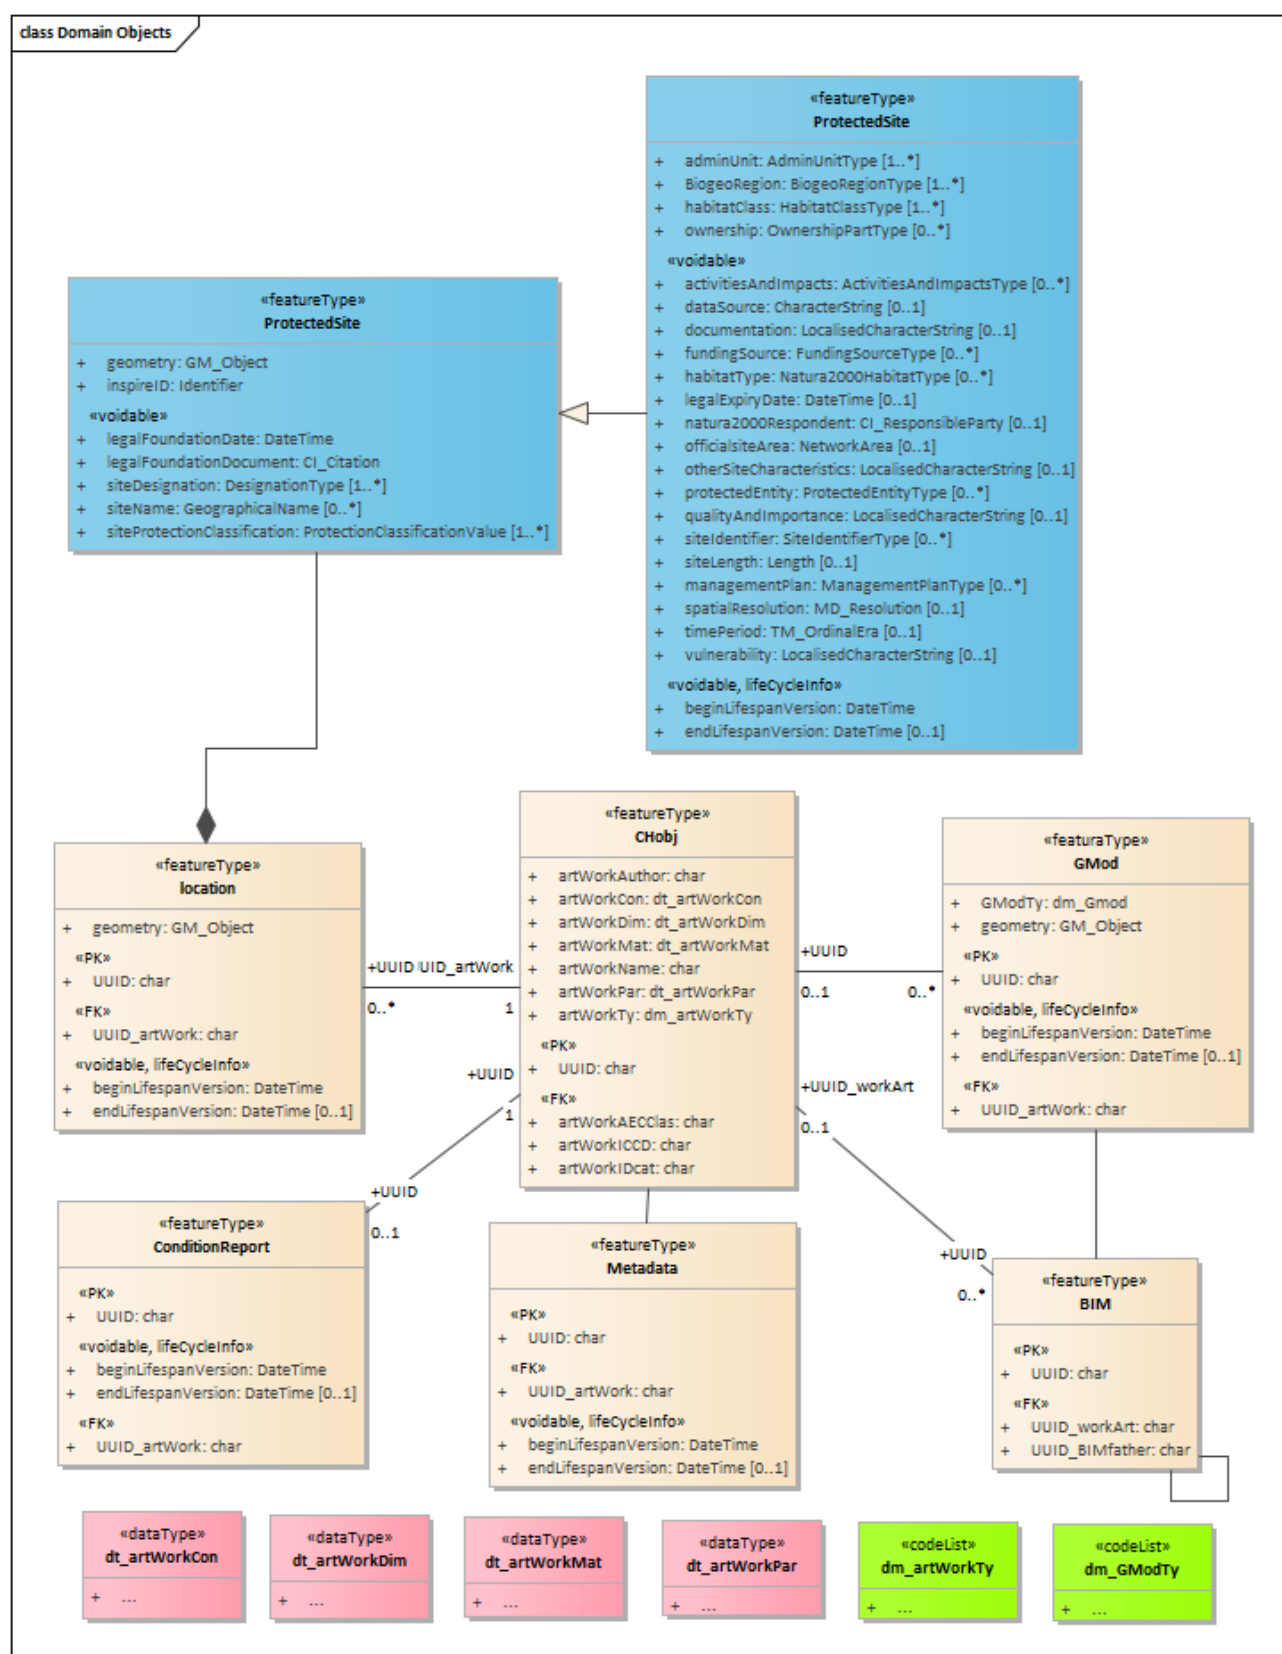 class Domain Objects
«featureType»
ProtectedSite
+ adminUnit: AdminUnitType [1..*]
+ BiogeoRegion: BiogeoRegionType [1..*]
+ habitatClass: HabitatClassType [1..*]
+ ownership: OwnershipPartType [0..*]
«voidable»
+ activitiesAndImpacts: ActivitiesAndImpactsType [0..*]
+ dataSource: CharacterString [0..1]
+ documentation: LocalisedCharacterString [0..1]
+ fundingSource: FundingSourceType [0..*]
+ habitatType: Natura2000HabitatType [0..*]
+ legalExpiryDate: DateTime [0..1]
+ natura2000Respondent: CI_ResponsibleParty [0..1]
+ officialsiteArea: NetworkArea [0..1]
+ otherSiteCharacteristics: LocalisedCharacterString [0..1]
+ protectedEntity: ProtectedEntityType [0..*]
+ qualityAndImportance: LocalisedCharacterString [0..1]
+ siteIdentifier: SiteIdentifierType [0..*]
+ siteLength: Length [0..1]
+ managementPlan: ManagementPlanType [0..*]
+ spatialResolution: MD_Resolution [0..1]
+ timePeriod: TM_OrdinalEra [0..1]
+ vulnerability: LocalisedCharacterString [0..1]
«voidable, lifeCycleInfo»
+ beginLifespanVersion: DateTime
+ endLifespanVersion: DateTime [0..1]
«featureType»
ProtectedSite
+ geometry: GM_Object
+ inspireID: Identifier
«voidable»
+ legalFoundationDate: DateTime
+ legalFoundationDocument: CI_Citation
+ siteDesignation: DesignationType [1..*]
+ siteName: GeographicalName [0..*]
+ siteProtectionClassification: ProtectionClassificationValue [1..*]
«featureType»
location
+ geometry: GM_Object
«PK»
+ UUID: char
«FK»
+ UUID_artWork: char
«voidable, lifeCycleInfo»
+ beginLifespanVersion: DateTime
+ endLifespanVersion: DateTime [0..1]
+UUID UID_artWork
0..* 1
«featureType»
CHobj
+ artWorkAuthor: char
+ artWorkCon: dt_artWorkCon
+ artWorkDim: dt_artWorkDim
+ artWorkMat: dt_artWorkMat
+ artWorkName: char
+ artWorkPar: dt_artWorkPar
+ artWorkTy: dm_artWorkTy
«PK»
+ UUID: char
«FK»
+ artWorkAECClas: char
+ artWorkICCD: char
+ artWorkIDcat: char
+UUID
0..1 0..*
«featuraType»
GMod
+ GModTy: dm_Gmod
+ geometry: GM_Object
«PK»
+ UUID: char
«voidable, lifeCycleInfo»
+ beginLifespanVersion: DateTime
+ endLifespanVersion: DateTime [0..1]
«FK»
+ UUID_artWork: char
+UUID
1
+UUID
0..1
+UUID_workArt
0..1
+UUID
0..*
«featureType»
ConditionReport
«PK»
+ UUID: char
«voidable, lifeCycleInfo»
+ beginLifespanVersion: DateTime
+ endLifespanVersion: DateTime [0..1]
«FK»
+ UUID_artWork: char
«featureType»
Metadata
«PK»
+ UUID: char
«FK»
+ UUID_artWork: char
«voidable, lifeCycleInfo»
+ beginLifespanVersion: DateTime
+ endLifespanVersion: DateTime [0..1]
«featureType»
BIM
«PK»
+ UUID: char
«FK»
+ UUID_workArt: char
+ UUID_BIMfather: char
«dataType»
dt_artWorkCon
+ ...
«dataType»
dt_artWorkDim
+ ...
«dataType»
dt_artWorkMat
+ ...
«dataType»
dt_artWorkPar
+ ...
«codeList»
dm_artWorkTy
+ ...
«codeList»
dm_GModTy
+ ...